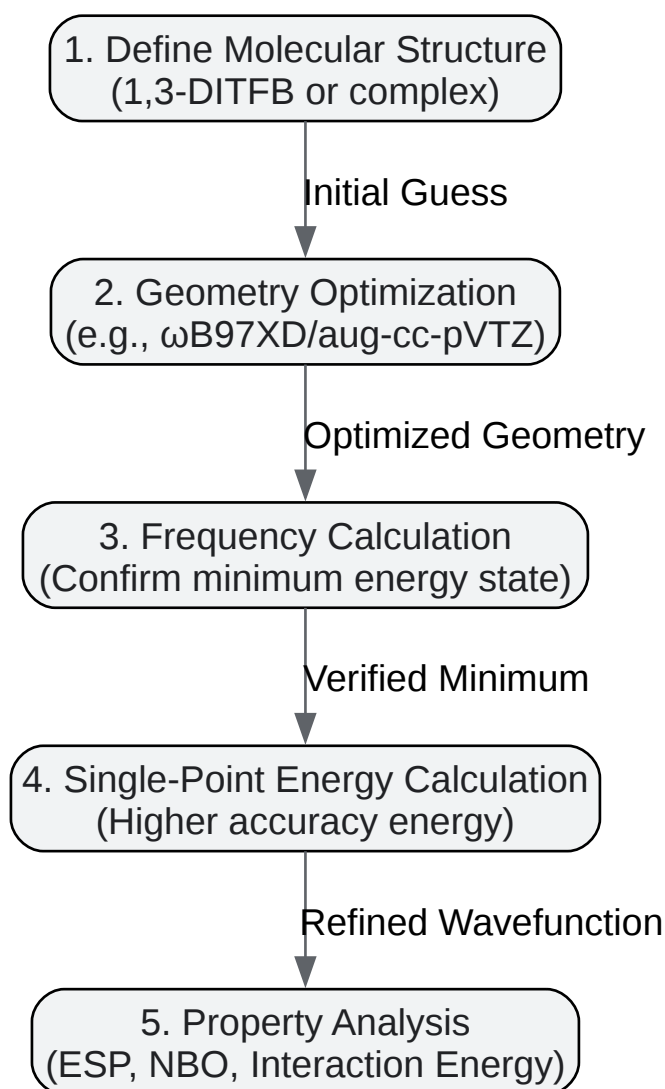 1. Define Molecular Structure
(1,3-DITFB or complex)
Initial Guess
2. Geometry Optimization
(e.g., ωB97XD/aug-cc-pVTZ)
Optimized Geometry
3. Frequency Calculation
(Confirm minimum energy state)
Verified Minimum
4. Single-Point Energy Calculation
(Higher accuracy energy)
Refined Wavefunction
5. Property Analysis
(ESP, NBO, Interaction Energy)